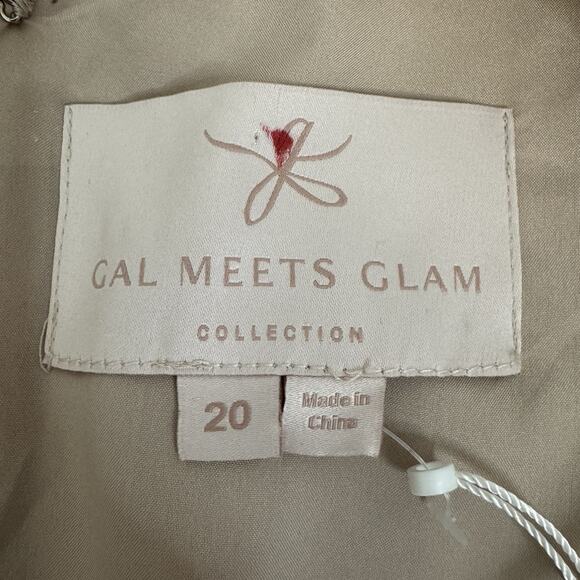 GAL MEETS GLAM
COLLECTION
20
Made in
China